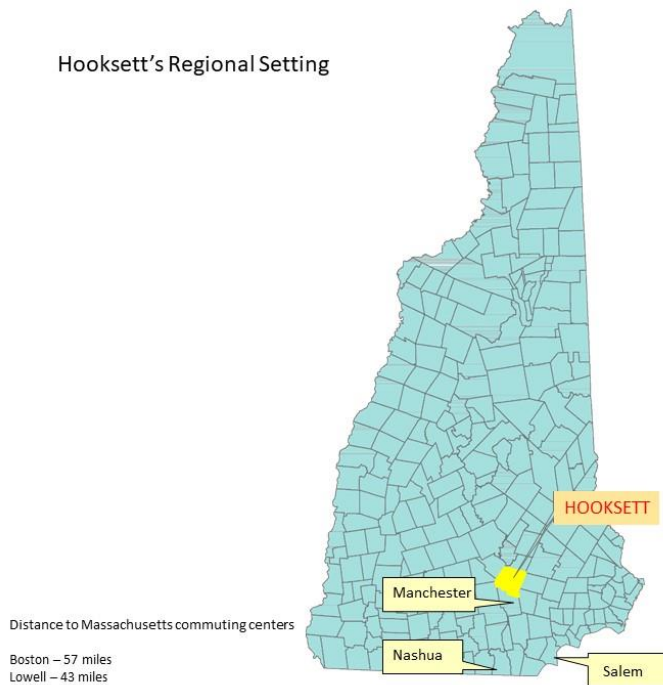 Hooksett's Regional Setting
HOOKSETT
Manchester
Distance to Massachusetts commuting centers
Nashua
Boston – 57 miles
Salem
Lowell – 43 miles